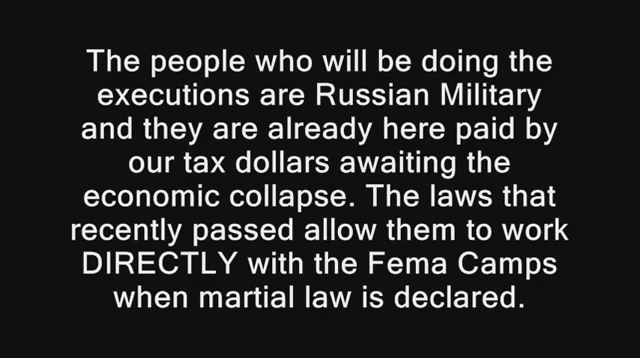 The people who will be doing the
executions are Russian Military
and they are already here paid by
our tax dollars awaiting the
economic collapse. The laws that
recently passed allow them to work
DIRECTLY with the Fema Camps
when martial law is declared.